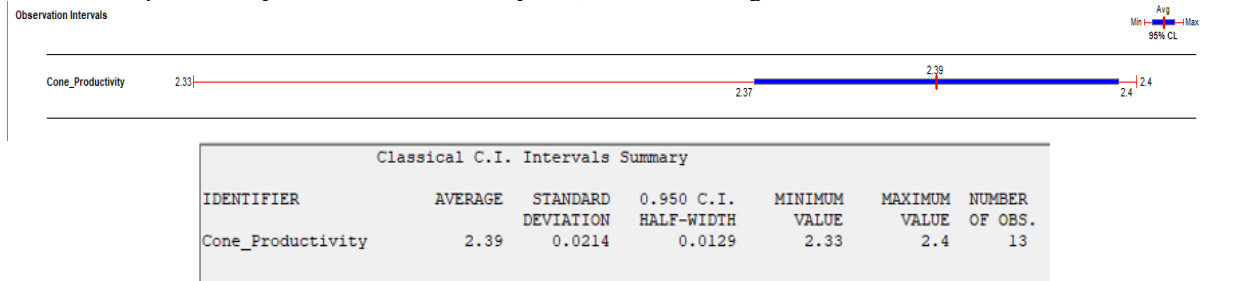 Observation Intervals
Avg
Min Max
95% CL
2.39
Cone_Productivity 2.33 2.4
2.37 2.4
Classical C.I. Intervals Summary
IDENTIFIER AVERAGE STANDARD 0.950 C.I. MINIMUM MAXIMUM NUMBER
DEVIATION HALF-WIDTH VALUE VALUE OF OBS.
Cone_Productivity 2.39 0.0214 0.0129 2.33 2.4 13